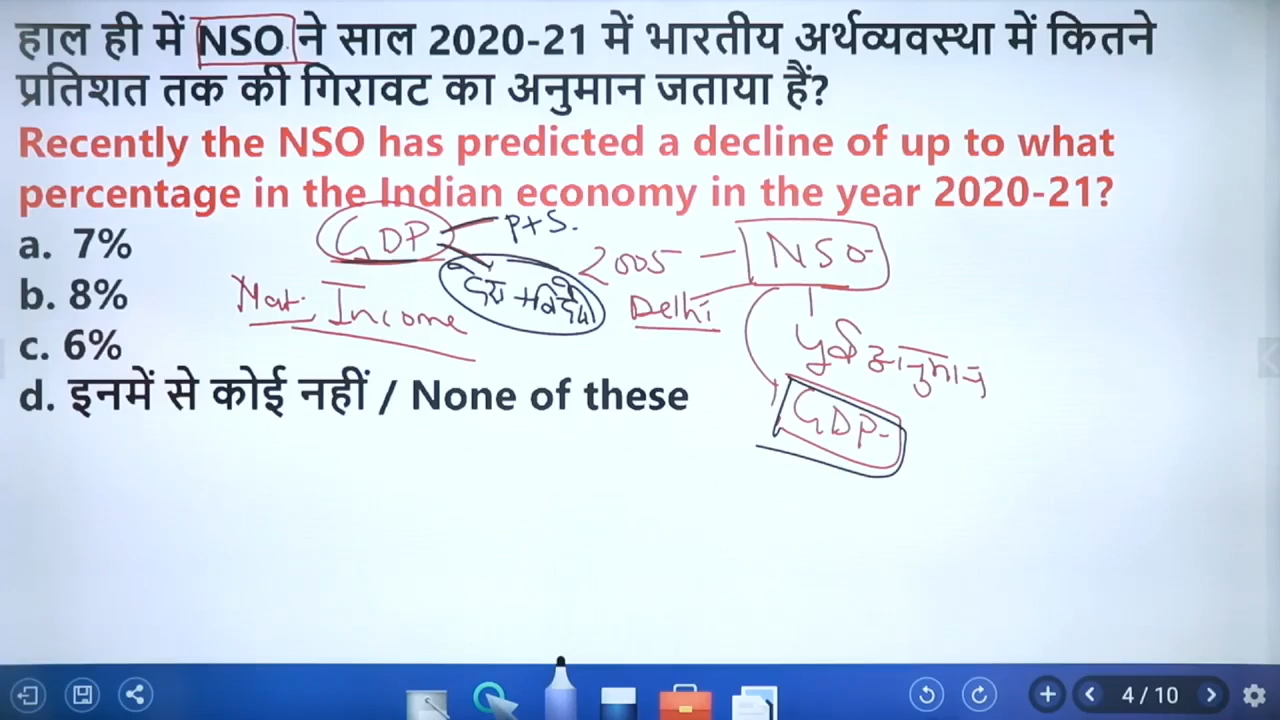 हाल ही में NSO ने साल 2020-21 में भारतीय अर्थव्यवस्था में कितने
प्रतिशत तक की गिरावट का अनुमान जताया हैं?
Recently the NSO has predicted a decline of up to what
percentage in the Indian economy in the year 2020-21?
a. 7%
b. 8%
c. 6%
d. इनमें से कोई नहीं / None of these
GDP
P+S.
2005 - NSO
Nat. Income
Delhi
GDP
4 / 10